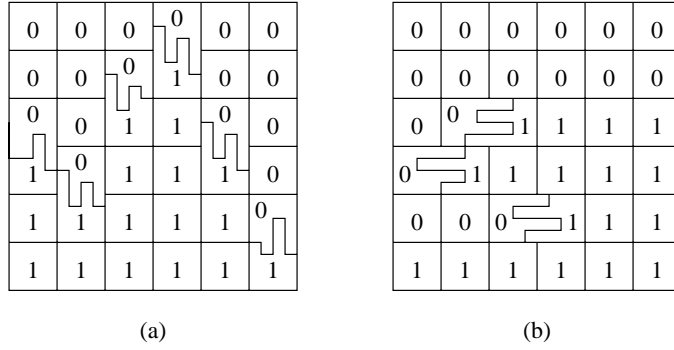 0 0 0 0 0 0
0 0 0 1 0 0
0 0 1 1 0 0
1 0 1 1 1 0
1 1 1 1 1 0
1 1 1 1 1 1
(a)
0 0 0 0 0 0
0 0 0 0 0 0
0 0 1 1 1 1
0 1 1 1 1 1
0 0 0 1 1 1
1 1 1 1 1 1
(b)